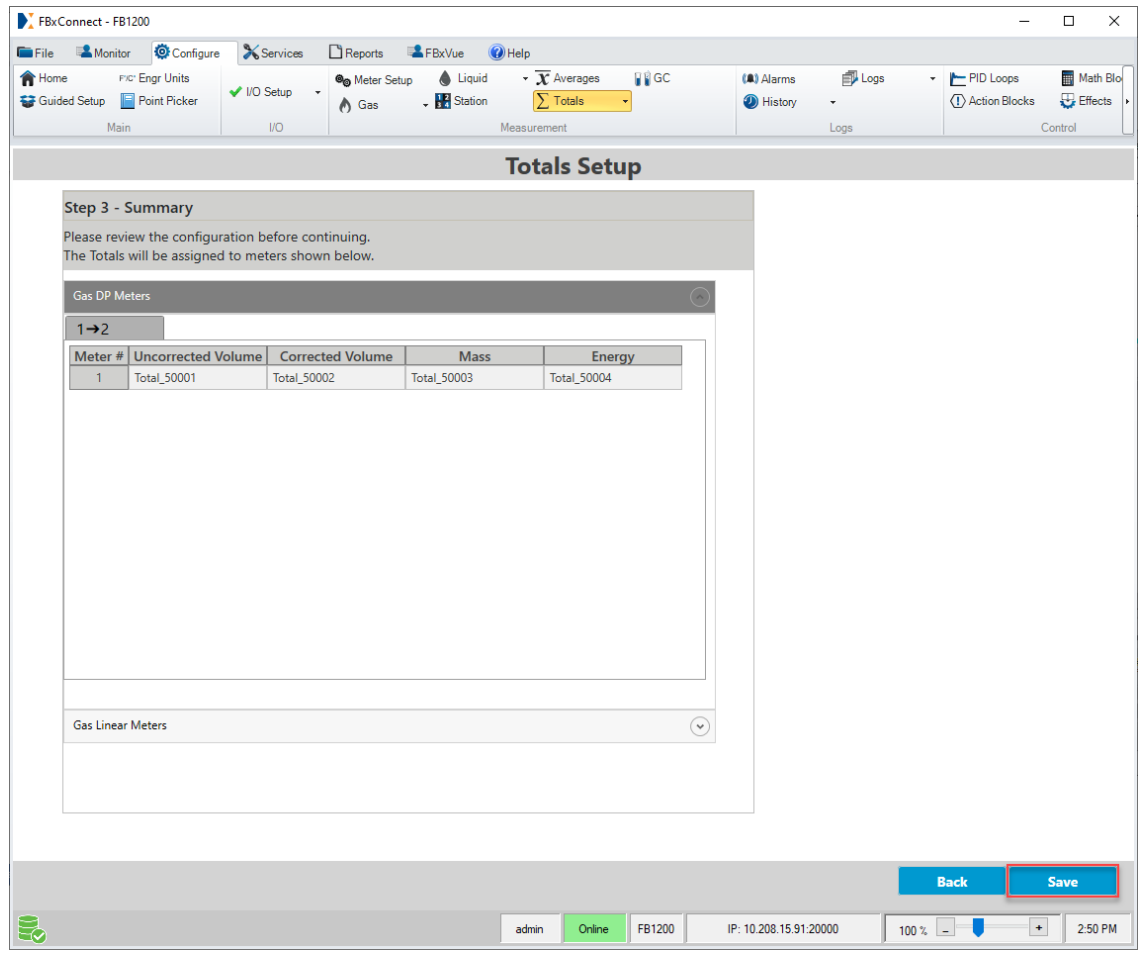 FBxConnect - FB1200
File Monitor Configure Services Reports FBxVue Help
Home Engr Units I/O Setup Meter Setup Liquid Averages GC Alarms Logs PID Loops Math Blo
Guided Setup Point Picker Gas Station Totals History Action Blocks Effects
Main I/O Measurement Logs Control
Totals Setup
Step 3 - Summary
Please review the configuration before continuing.
The Totals will be assigned to meters shown below.
Gas DP Meters
1➔2
Meter # Uncorrected Volume Corrected Volume Mass Energy
1 Total_50001 Total_50002 Total_50003 Total_50004
Gas Linear Meters
Back Save
admin Online FB1200 IP: 10.208.15.91:20000 100 % - + 2:50 PM